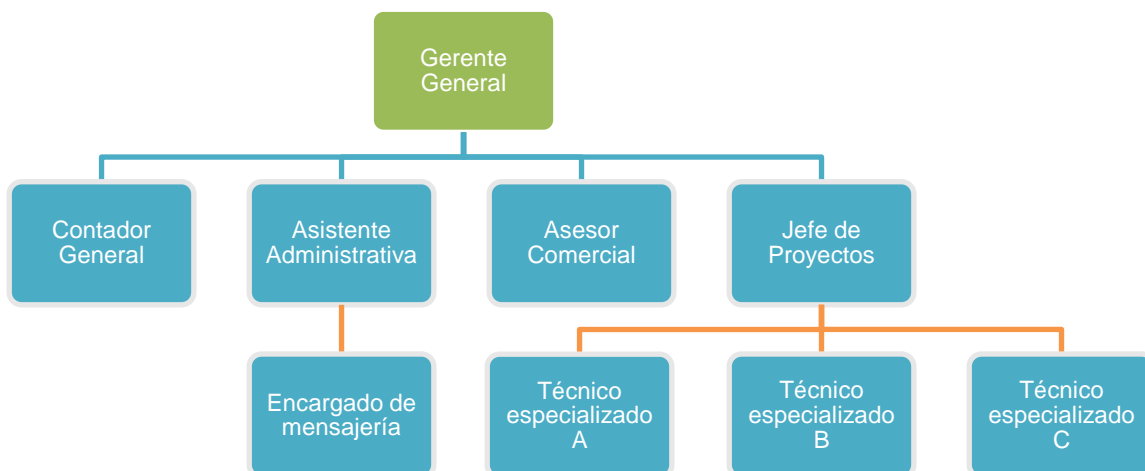 Gerente
General
Contador
General
Asistente
Administrativa
Asesor
Comercial
Jefe de
Proyectos
Encargado de
mensajería
Técnico
especializado
A
Técnico
especializado
B
Técnico
especializado
C